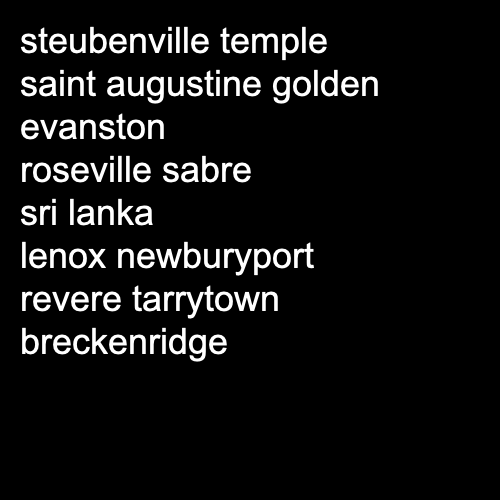 steubenville temple
saint augustine golden
evanston
roseville sabre
sri lanka
lenox newburyport
revere tarrytown
breckenridge